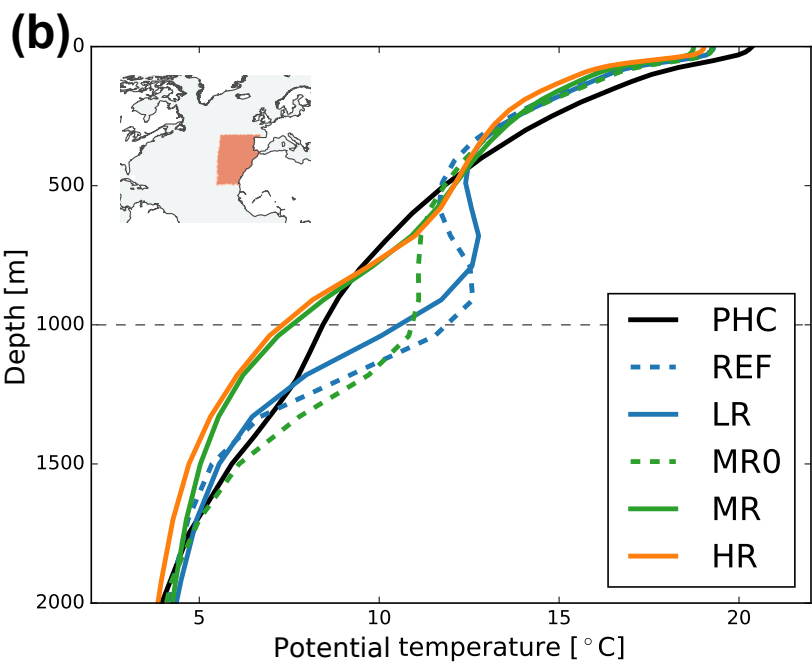 (b)
0
500
1000
1500
2000
Depth [m]
5
10
15
20
Potential temperature [°C]
PHC
REF
LR
MR0
MR
HR